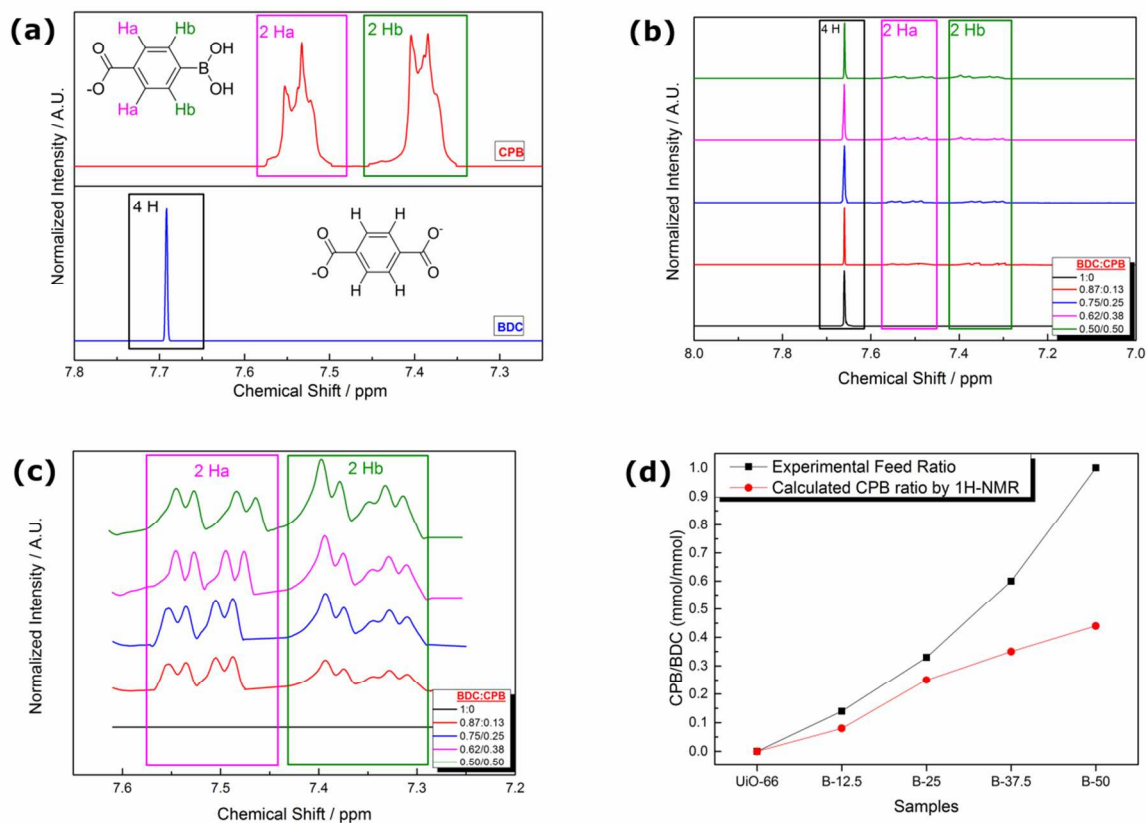 (a)
Ha
Hb
O
-O
B
OH
OH
Ha
Hb
2 Ha
2 Hb
CPB
4 H
H
H
O
O-
-O
O
H
H
BDC
Normalized Intensity / A.U.
7.8
7.7
7.6
7.5
7.4
7.3
Chemical Shift / ppm
(b)
4 H
2 Ha
2 Hb
BDC:CPB
1:0
0.87:0.13
0.75/0.25
0.62/0.38
0.50/0.50
Normalized Intensity / A.U.
8.0
7.8
7.6
7.4
7.2
7.0
Chemical Shift / ppm
(c)
2 Ha
2 Hb
BDC:CPB
1:0
0.87:0.13
0.75/0.25
0.62/0.38
0.50/0.50
Normalized Intensity / A.U.
7.6
7.5
7.4
7.3
7.2
Chemical Shift / ppm
(d)
Experimental Feed Ratio
Calculated CPB ratio by 1H-NMR
CPB/BDC (mmol/mmol)
1.0
0.9
0.8
0.7
0.6
0.5
0.4
0.3
0.2
0.1
0.0
UiO-66
B-12.5
B-25
B-37.5
B-50
Samples